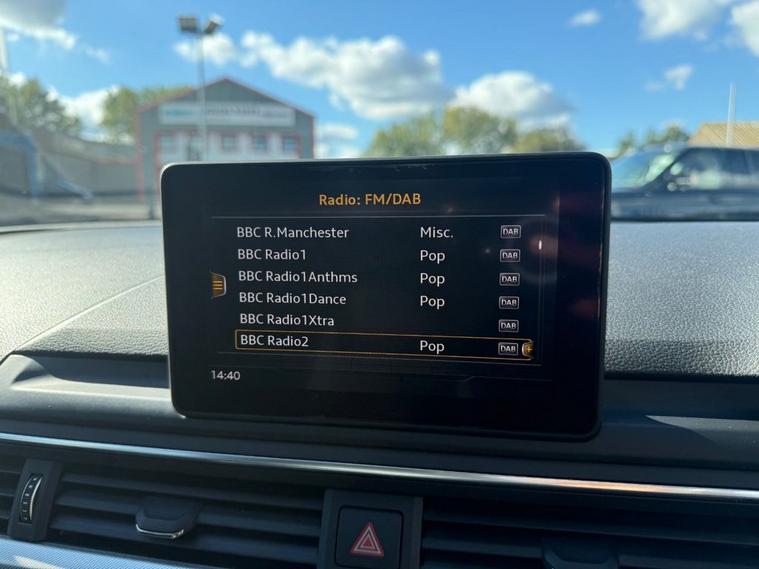 Radio: FM/DAB
BBC R.Manchester Misc. DAB
BBC Radio1 Pop DAB
BBC Radio1Anthms Pop DAB
BBC Radio1Dance Pop DAB
BBC Radio1Xtra DAB
BBC Radio2 Pop DAB
14:40